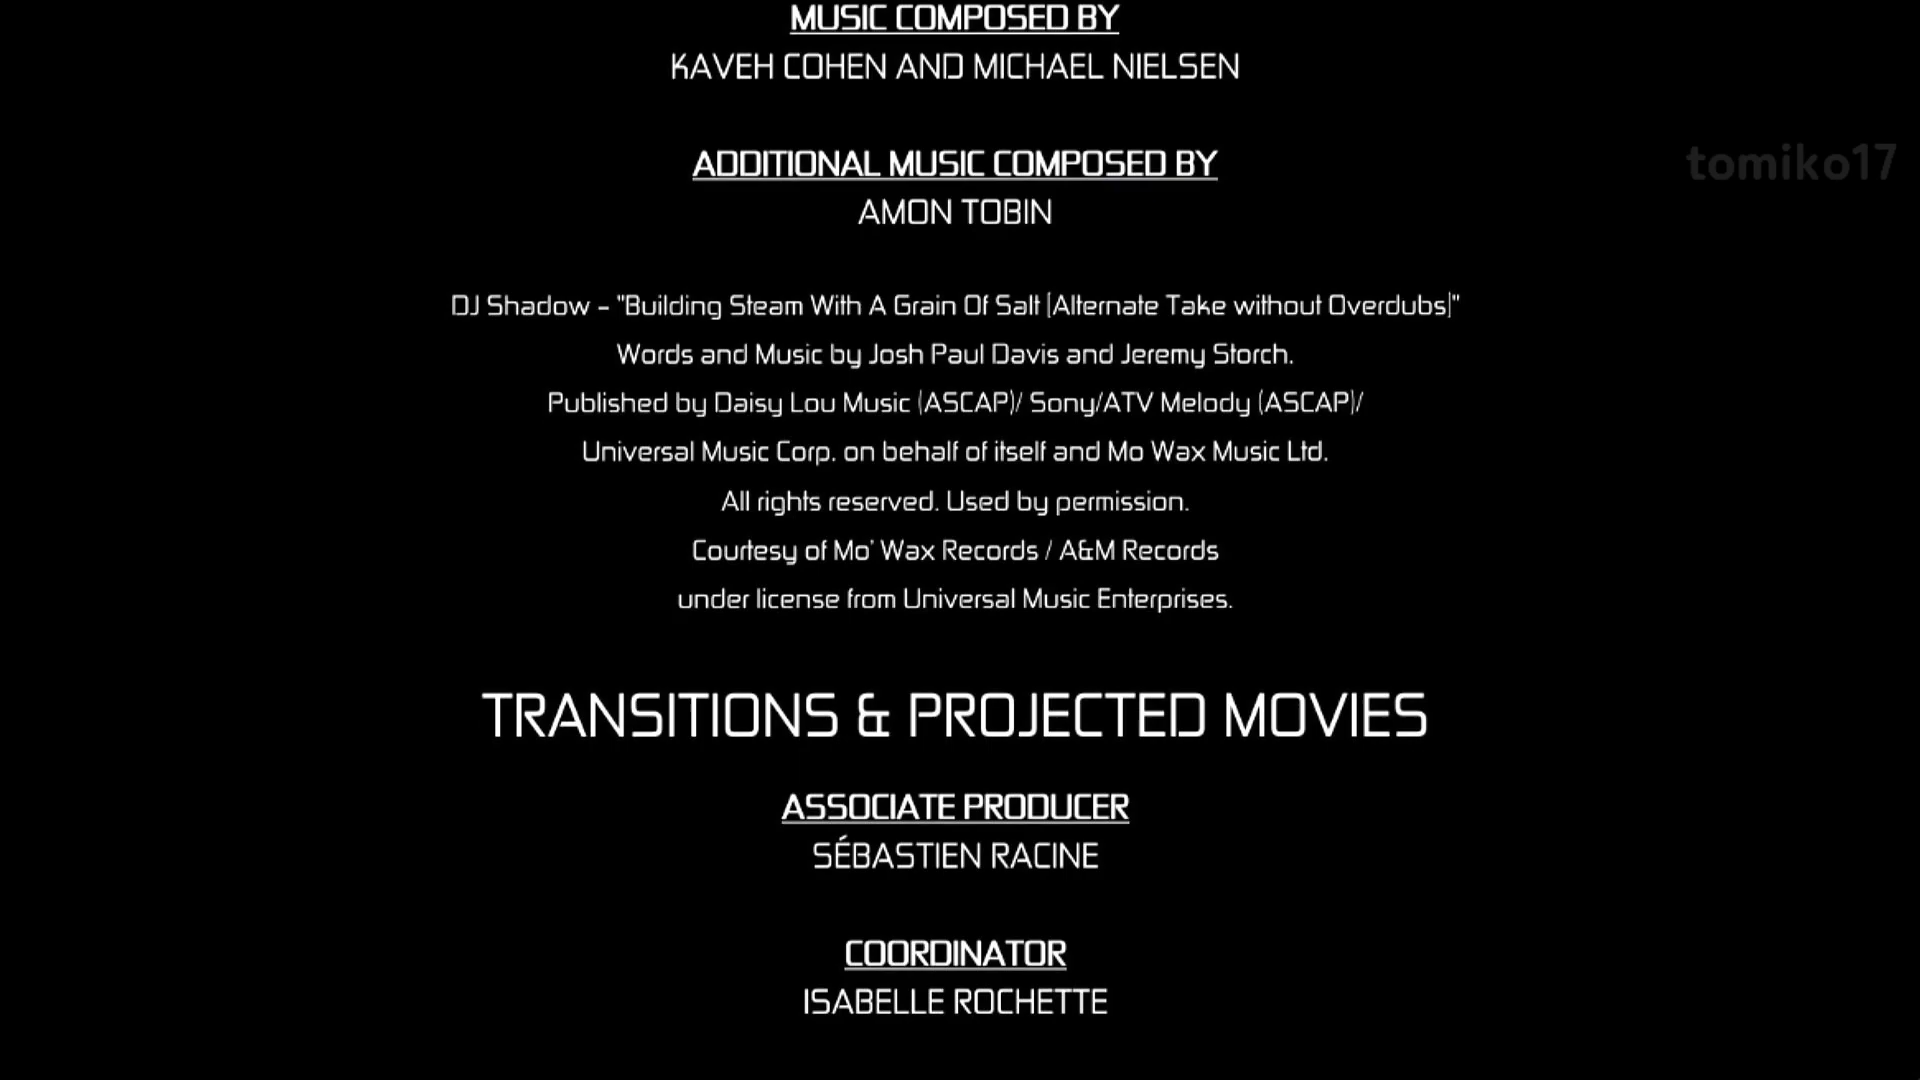 MUSIC COMPOSED BY
KAVEH COHEN AND MICHAEL NIELSEN
ADDITIONAL MUSIC COMPOSED BY
tomiko17
AMON TOBIN
DJ Shadow - "Building Steam With A Grain Of Salt (Alternate Take without Overdubs)"
Words and Music by Josh Paul Davis and Jeremy Storch.
Published by Daisy Lou Music (ASCAP)/ Sony/ATV Melody (ASCAP)/
Universal Music Corp. on behalf of itself and Mo Wax Music Ltd.
All rights reserved. Used by permission.
Courtesy of Mo' Wax Records / A&M Records
under license from Universal Music Enterprises.
TRANSITIONS & PROJECTED MOVIES
ASSOCIATE PRODUCER
SÉBASTIEN RACINE
COORDINATOR
ISABELLE ROCHETTE